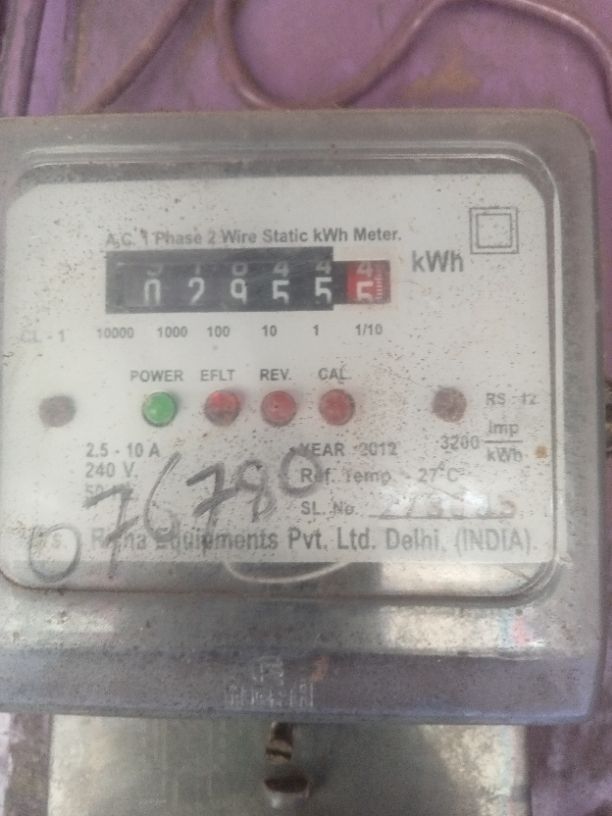 A.C. 1 Phase 2 Wire Static kWh Meter.
029555 kWh
CL - 1 10000 1000 100 10 1 1/10
POWER EFLT REV. CAL.
RS - 12
2.5 - 10 A YEAR - 2012 3200 imp/kWh
240 V. Ref. Temp. - 27°C
SL. No.
076780
Equipments Pvt. Ltd. Delhi, (INDIA).